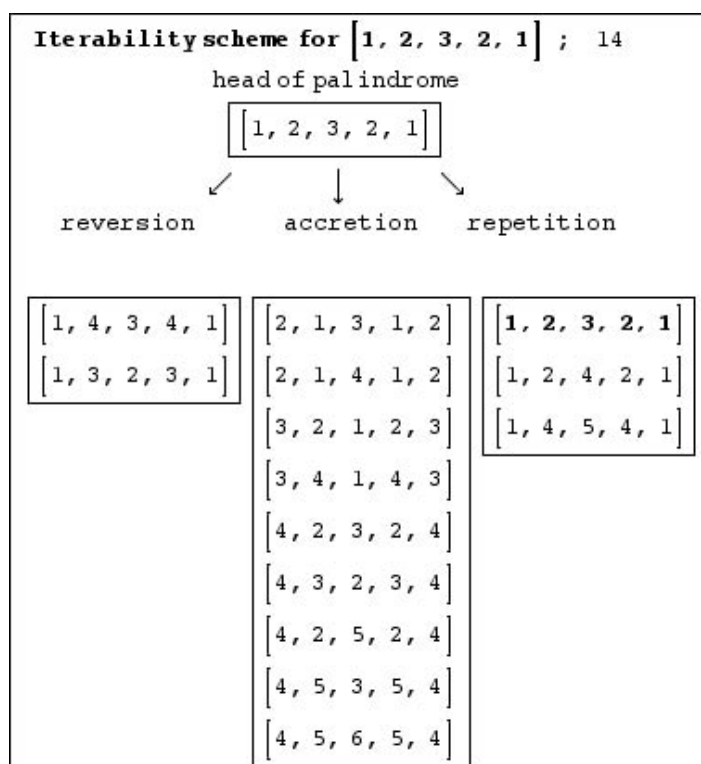 Iterability scheme for [1, 2, 3, 2, 1] ; 14
head of palindrome
[1, 2, 3, 2, 1]
↙ ↓ ↘
reversion accretion repetition
[1, 4, 3, 4, 1] [2, 1, 3, 1, 2] [1, 2, 3, 2, 1]
[1, 3, 2, 3, 1] [2, 1, 4, 1, 2] [1, 2, 4, 2, 1]
[3, 2, 1, 2, 3] [1, 4, 5, 4, 1]
[3, 4, 1, 4, 3]
[4, 2, 3, 2, 4]
[4, 3, 2, 3, 4]
[4, 2, 5, 2, 4]
[4, 5, 3, 5, 4]
[4, 5, 6, 5, 4]